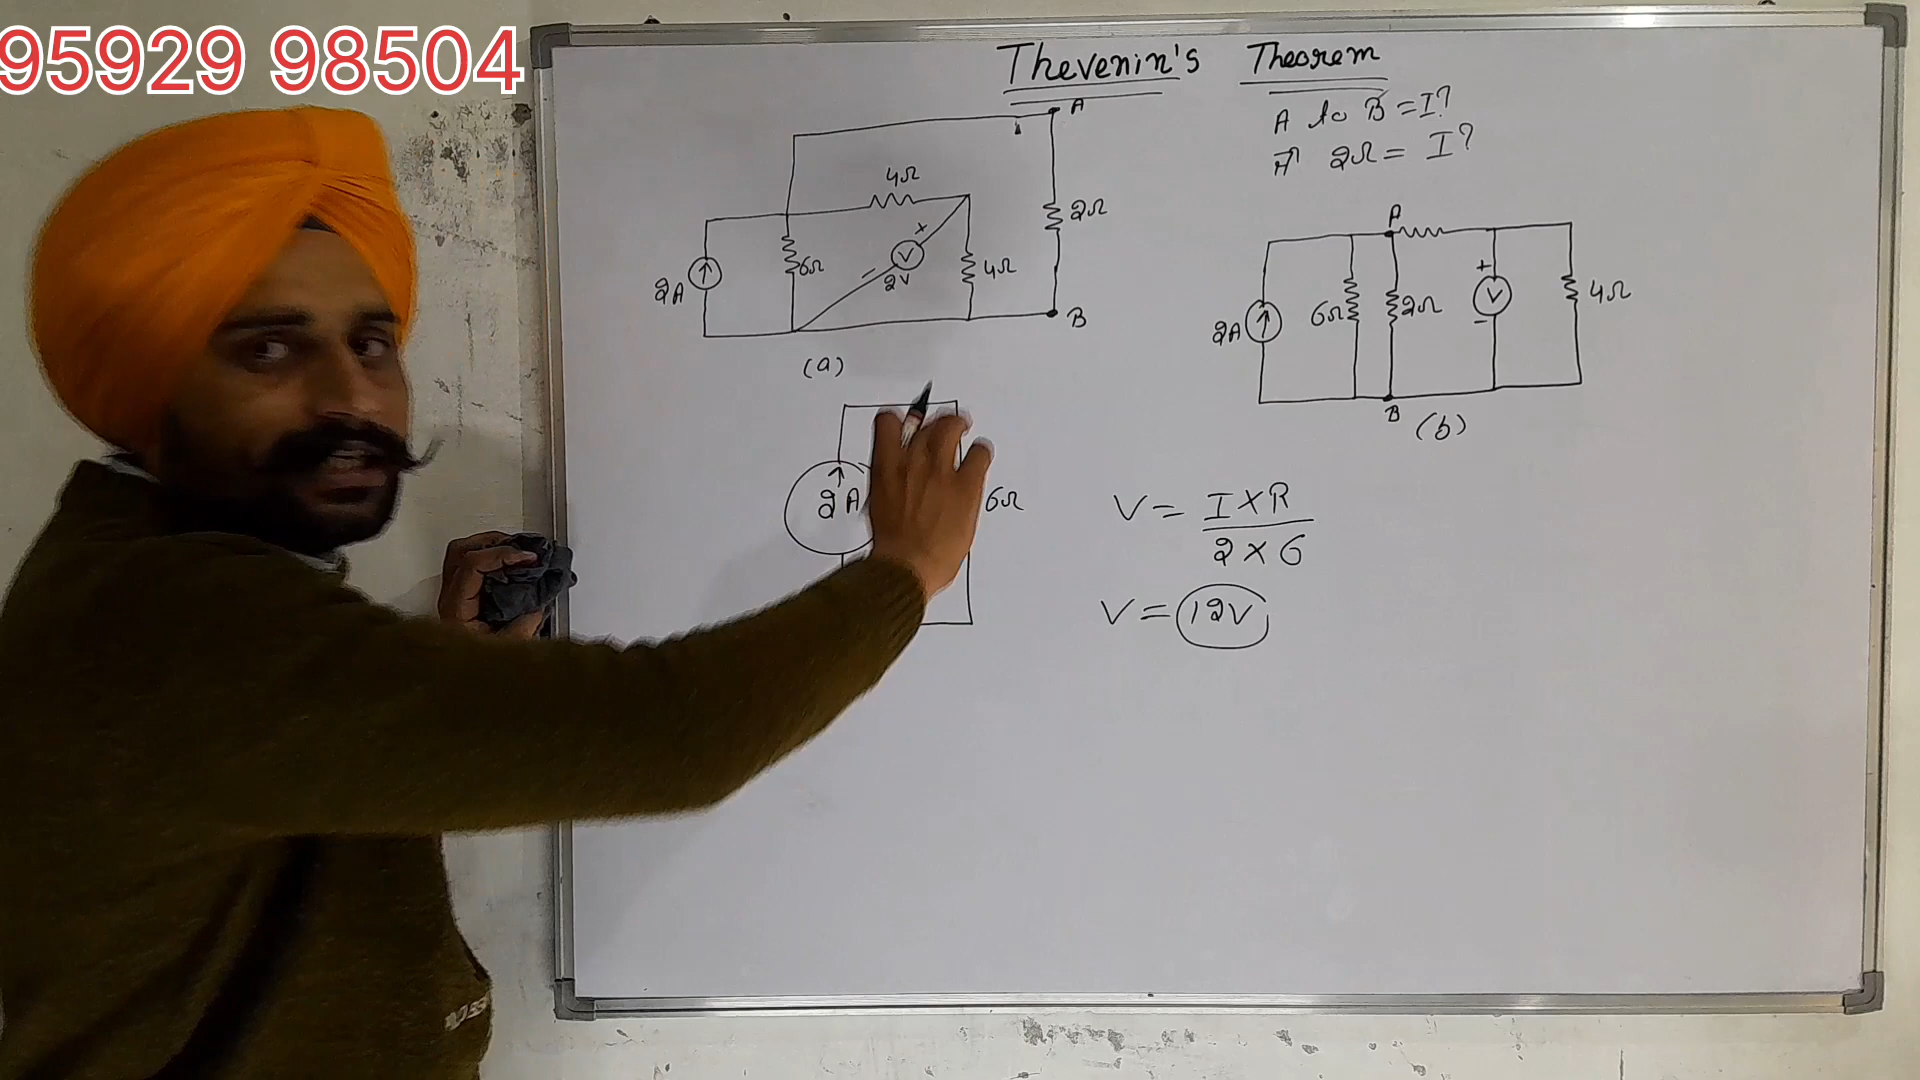 95929 98504
Thevenin's Theorem
A to B = I?
2Ω = I?
A
4Ω
2Ω
+
V
-
2V
6Ω
4Ω
2A
B
(a)
A
+
V
-
2A
6Ω
2Ω
4Ω
B
(b)
2A
6Ω
V = I×R
2×6
V = 12V